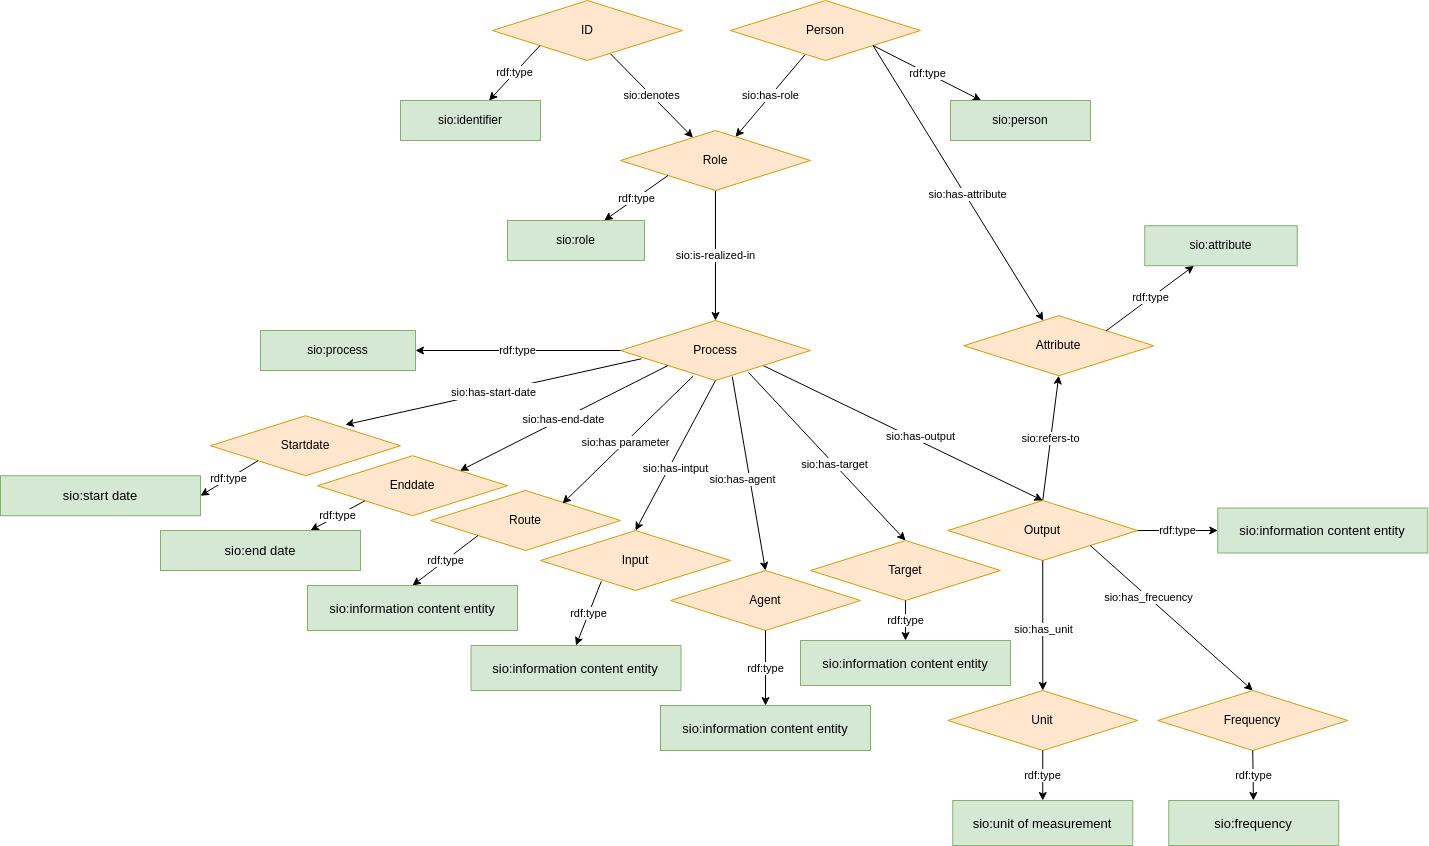 ID
Person
rdf:type
rdf:type
sio:denotes
sio:has-role
sio:identifier
sio:person
Role
rdf:type
sio:has-attribute
sio:role
sio:is-realized-in
sio:attribute
rdf:type
sio:process
rdf:type
Process
Attribute
sio:has-start-date
sio:has-end-date
sio:has parameter
sio:has-intput
sio:has-agent
sio:has-target
sio:has-output
sio:refers-to
Startdate
rdf:type
sio:start date
Enddate
rdf:type
sio:end date
Route
rdf:type
sio:information content entity
Input
rdf:type
sio:information content entity
Agent
rdf:type
sio:information content entity
Target
rdf:type
sio:information content entity
Output
rdf:type
sio:information content entity
sio:has_unit
sio:has_frecuency
Unit
Frequency
rdf:type
rdf:type
sio:unit of measurement
sio:frequency